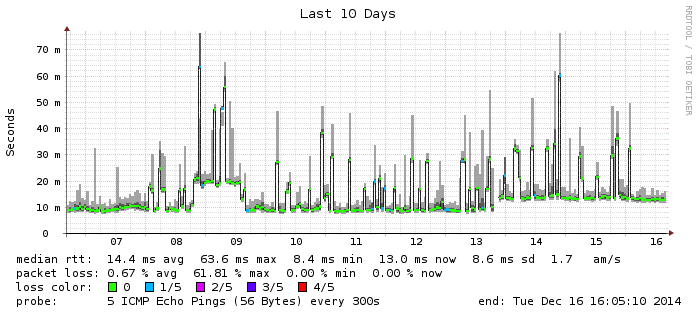 Last 10 Days
RRDTOOL / TOBI OETIKER
Seconds
70 m
60 m
50 m
40 m
30 m
20 m
10 m
0
07 08 09 10 11 12 13 14 15 16
median rtt: 14.4 ms avg 63.6 ms max 8.4 ms min 13.0 ms now 8.6 ms sd 1.7 am/s
packet loss: 0.67 % avg 61.81 % max 0.00 % min 0.00 % now
loss color: 0 1/5 2/5 3/5 4/5
probe: 5 ICMP Echo Pings (56 Bytes) every 300s end: Tue Dec 16 16:05:10 2014